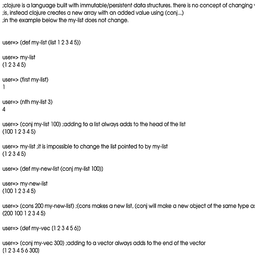 ;clojure is a language built with immutable/persistent data structures. there is no concept of changing
;is, instead clojure creates a new array with an added value using (conj...)
;in the example below the my-list does not change.
user=> (def my-list (list 1 2 3 4 5))
user=> my-list
(1 2 3 4 5)
user=> (first my-list)
1
user=> (nth my-list 3)
4
user=> (conj my-list 100) ;adding to a list always adds to the head of the list
(100 1 2 3 4 5)
user=> my-list ;it is impossible to change the list pointed to by my-list
(1 2 3 4 5)
user=> (def my-new-list (conj my-list 100))
user=> my-new-list
(100 1 2 3 4 5)
user=> (cons 200 my-new-list) ;(cons makes a new list, (conj will make a new object of the same type as
(200 100 1 2 3 4 5)
user=> (def my-vec [1 2 3 4 5 6])
user=> (conj my-vec 300) ;adding to a vector always adds to the end of the vector
(1 2 3 4 5 6 300)